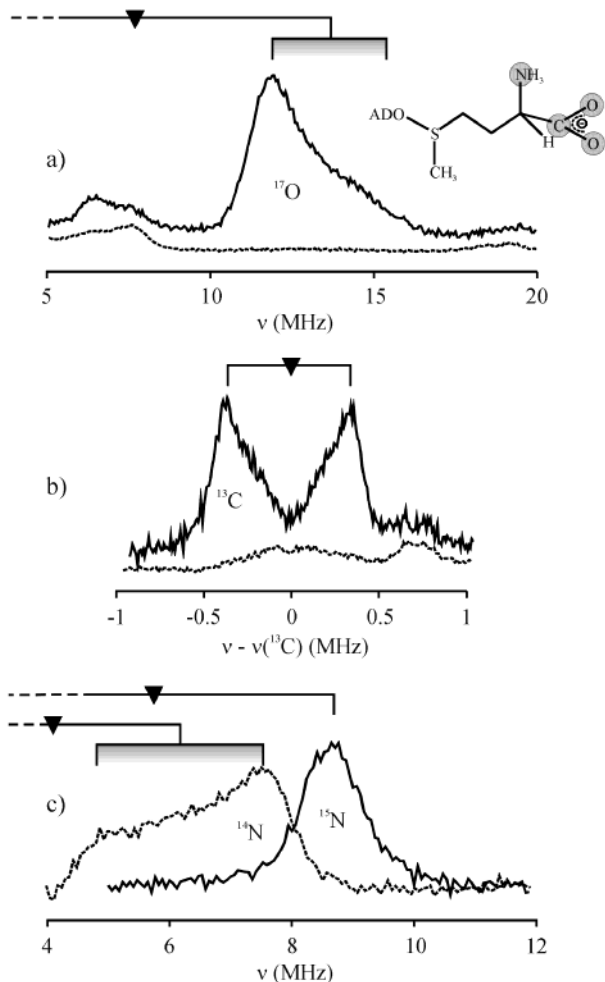 a)
NH₃
ADO
S
C
O
O
⊖
H
CH₃
¹⁷O
5 10 15 20
ν (MHz)
b)
¹³C
-1 -0.5 0 0.5 1
ν - ν(¹³C) (MHz)
c)
¹⁴N
¹⁵N
4 6 8 10 12
ν (MHz)